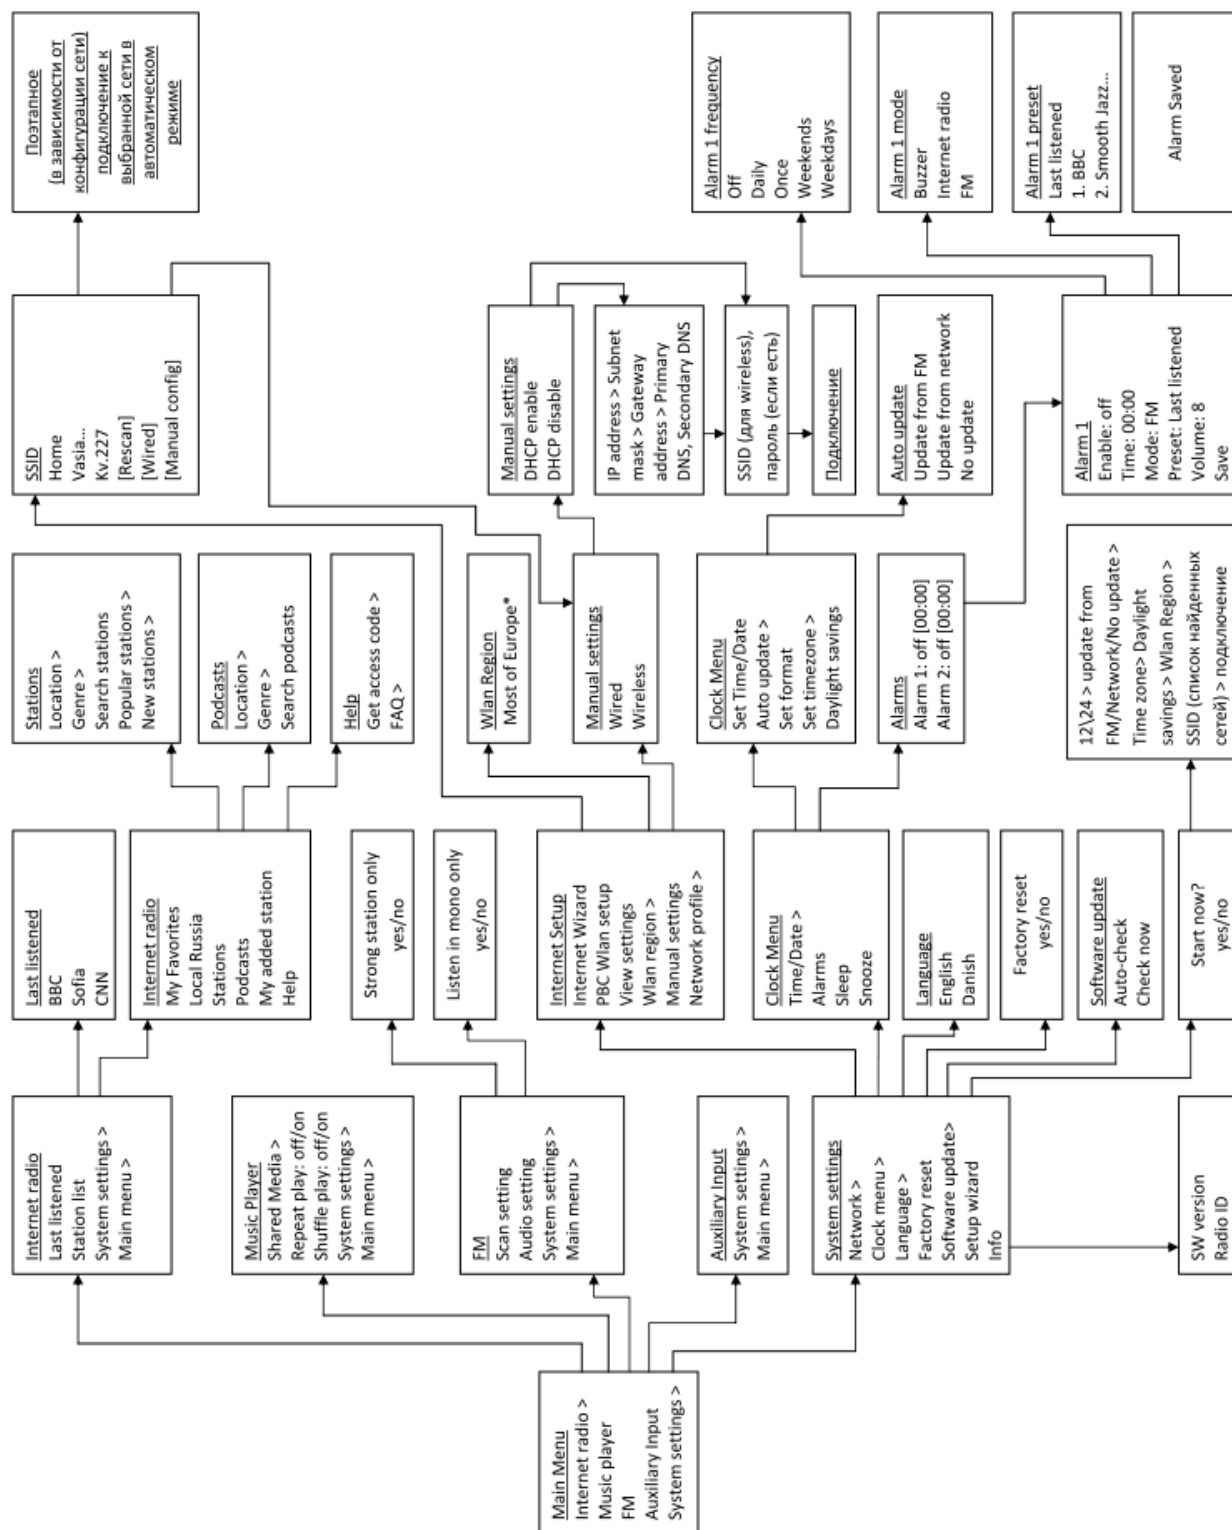 Main Menu
Internet radio >
Music player
FM
Auxiliary Input
System settings >
Internet radio
Last listened
Station list
System settings >
Main menu >
Music Player
Shared Media >
Repeat play: off/on
Shuffle play: off/on
System settings >
Main menu >
FM
Scan setting
Audio setting
System settings >
Main menu >
Auxiliary Input
System settings >
Main menu >
System settings
Network >
Clock menu >
Language >
Factory reset
Software update>
Setup wizard
Info
SW version
Radio ID
Last listened
BBC
Sofia
CNN
Internet radio
My Favorites
Local Russia
Stations
Podcasts
My added station
Help
Strong station only
yes/no
Listen in mono only
yes/no
Internet Setup
Internet Wizard
PBC Wlan setup
View settings
Wlan region >
Manual settings
Network profile >
Clock Menu
Time/Date >
Alarms
Sleep
Snooze
Language
English
Danish
Factory reset
yes/no
Software update
Auto-check
Check now
Start now?
yes/no
Stations
Location >
Genre >
Search stations
Popular stations >
New stations >
Podcasts
Location >
Genre >
Search podcasts
Help
Get access code >
FAQ >
Wlan Region
Most of Europe*
Manual settings
Wired
Wireless
Clock Menu
Set Time/Date
Auto update >
Set format
Set timezone >
Daylight savings
Alarms
Alarm 1: off [00:00]
Alarm 2: off [00:00]
12\24 > update from
FM/Network/No update >
Time zone> Daylight
savings > Wlan Region >
SSID (список найденных
сетей) > подключение
SSID
Home
Vasia...
Kv.227
[Rescan]
[Wired]
[Manual config]
Manual settings
DHCP enable
DHCP disable
IP address > Subnet
mask > Gateway
address > Primary
DNS, Secondary DNS
SSID (для wireless),
пароль (если есть)
Подключение
Auto update
Update from FM
Update from network
No update
Alarm 1
Enable: off
Time: 00:00
Mode: FM
Preset: Last listened
Volume: 8
Save
Поэтапное
(в зависимости от
конфигурации сети)
подключение к
выбранной сети в
автоматическом
режиме
Alarm 1 frequency
Off
Daily
Once
Weekends
Weekdays
Alarm 1 mode
Buzzer
Internet radio
FM
Alarm 1 preset
Last listened
1. BBC
2. Smooth Jazz...
Alarm Saved